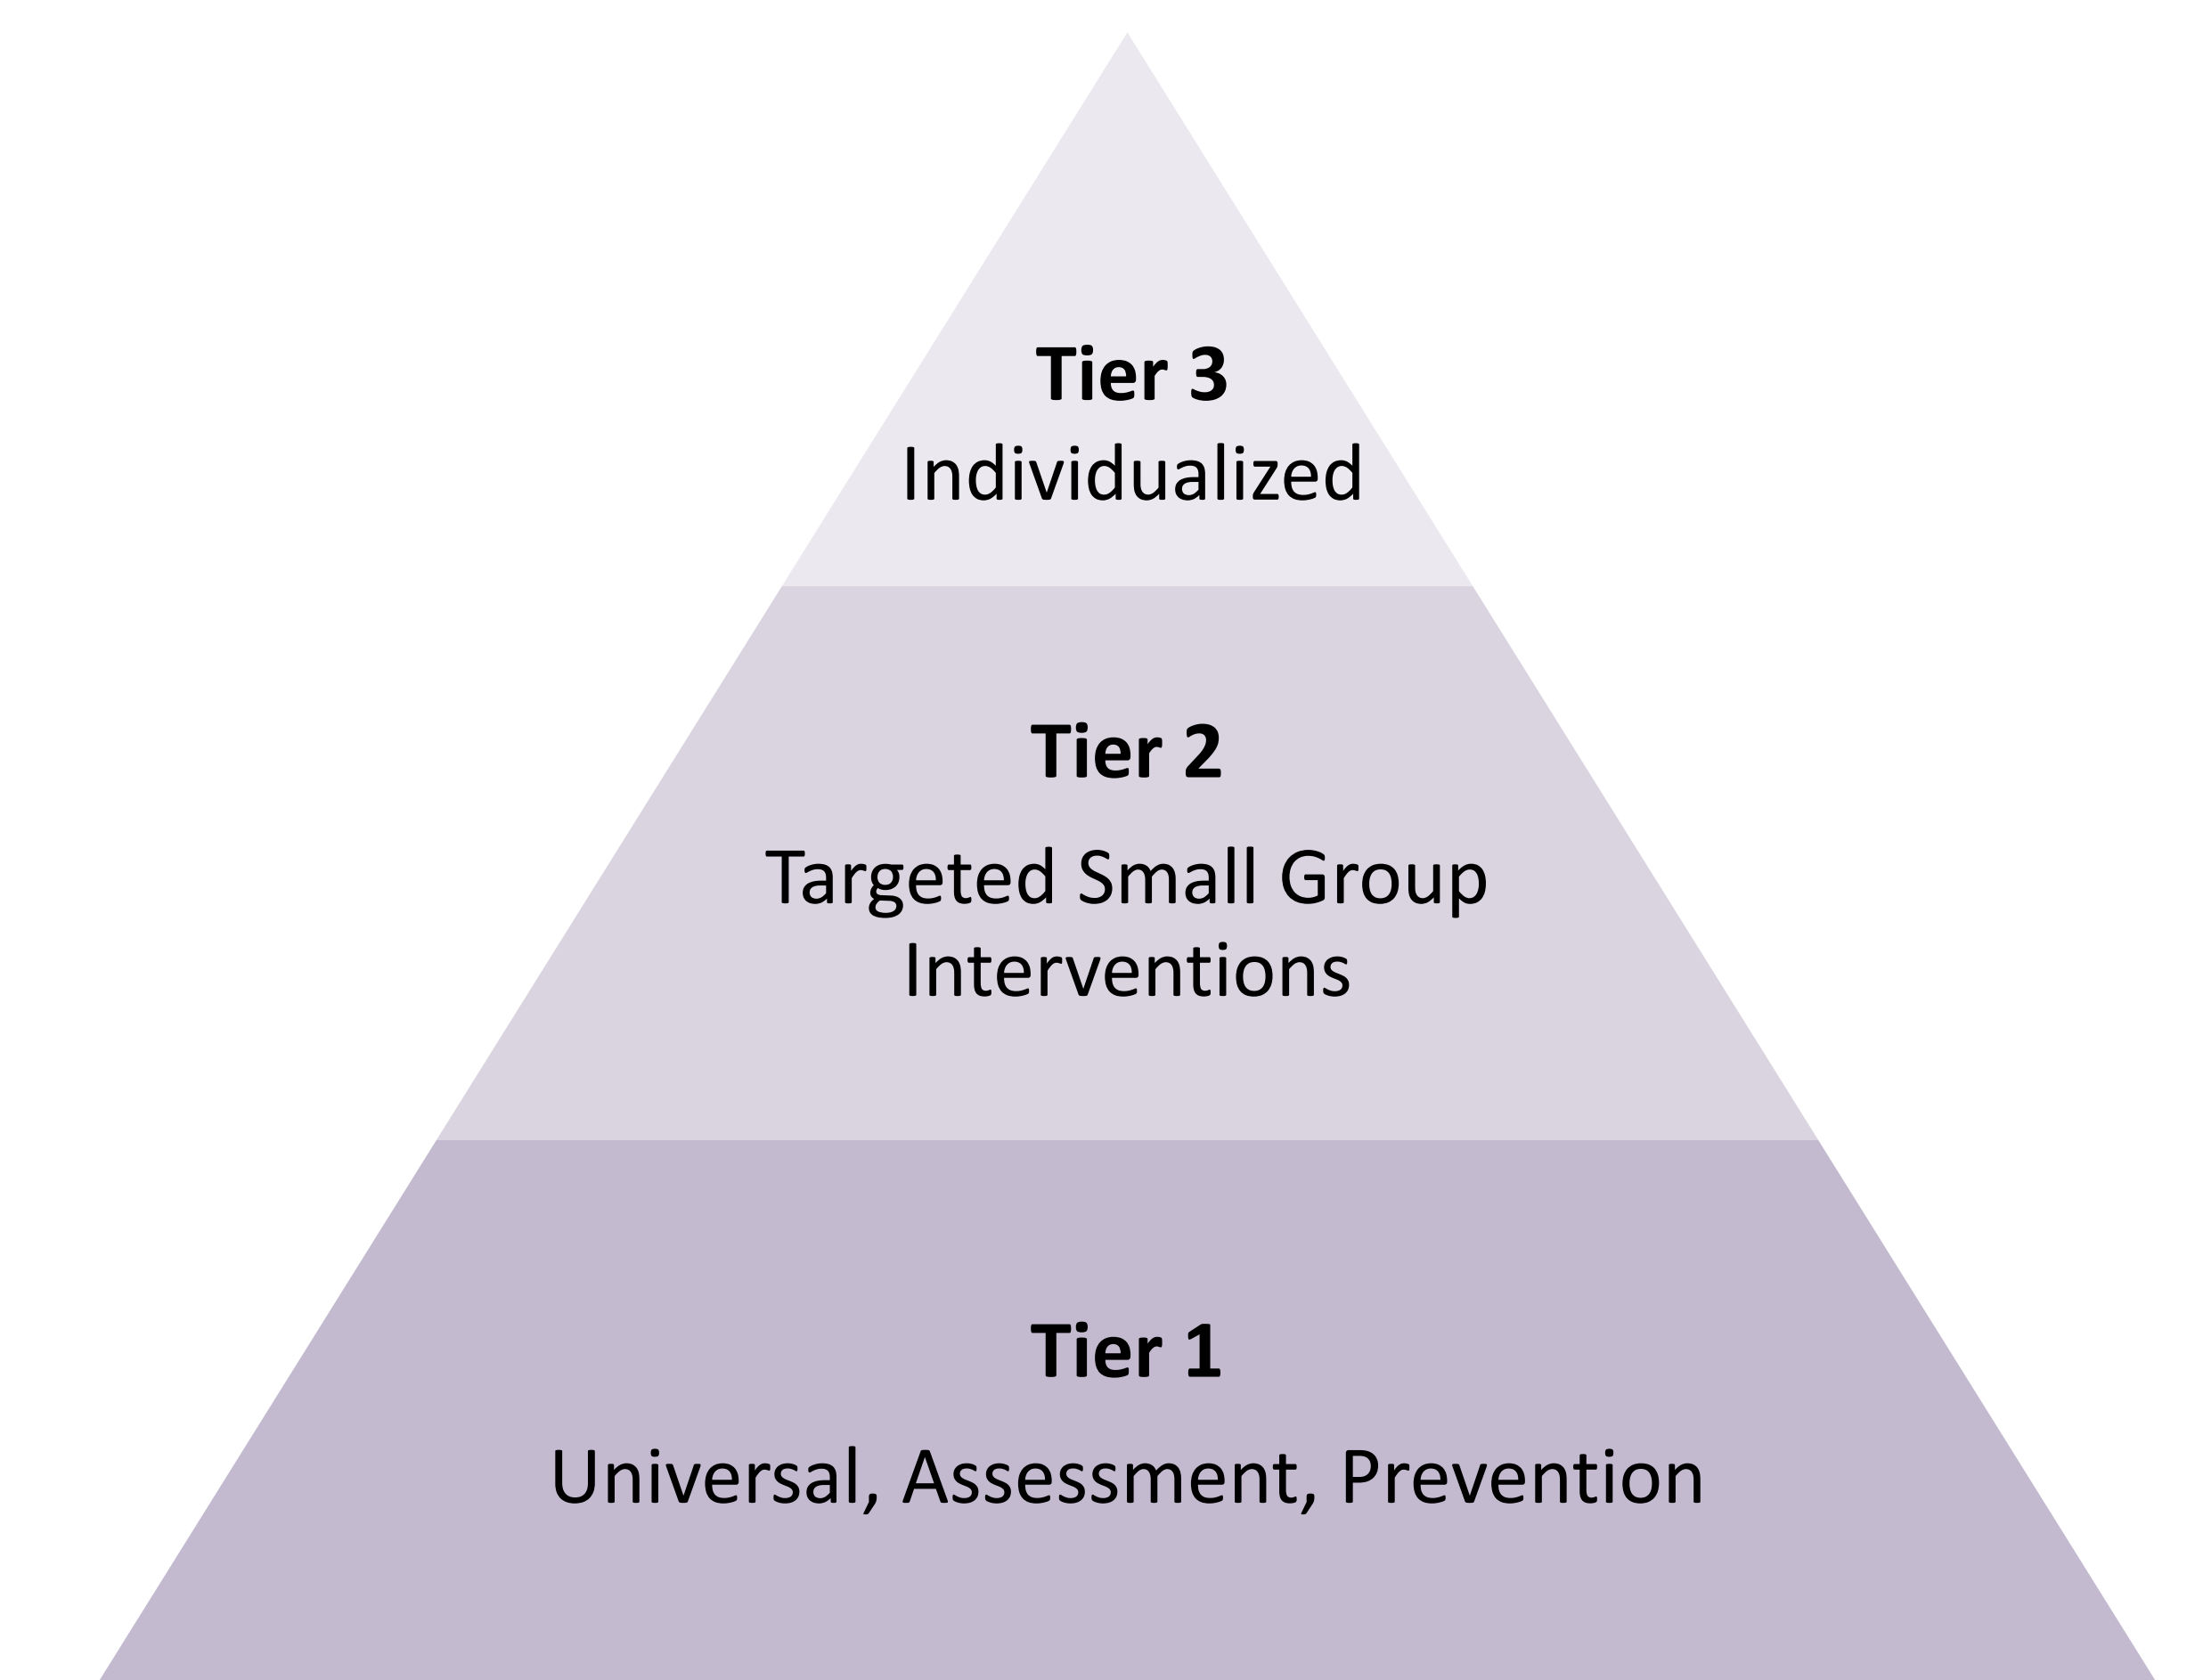 Tier 3
Individualized
Tier 2
Targeted Small Group
Interventions
Tier 1
Universal, Assessment, Prevention